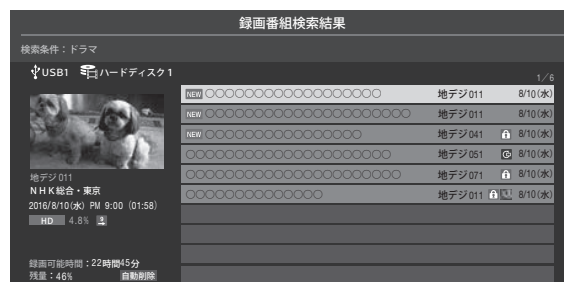 録画番組検索結果
検索条件：ドラマ
USB1 ハードディスク1
1／6
NEW ○○○○○○○○○○○○○○○○○○ 地デジ011 8/10(水)
NEW ○○○○○○○○○○○○○○○○○○○○○ 地デジ011 8/10(水)
NEW ○○○○○○○○○○○○○○○○ 地デジ041 8/10(水)
○○○○○○○○○○○○○○○○○○○○○ 地デジ051 8/10(水)
○○○○○○○○○○○○○○○○○○○○○○ 地デジ071 8/10(水)
○○○○○○○○○○○○○○ 地デジ011 8/10(水)
地デジ011
ＮＨＫ総合・東京
2016/8/10(水) PM 9:00 (01:58)
HD 4.8%
録画可能時間：22時間45分
残量：46% 自動削除